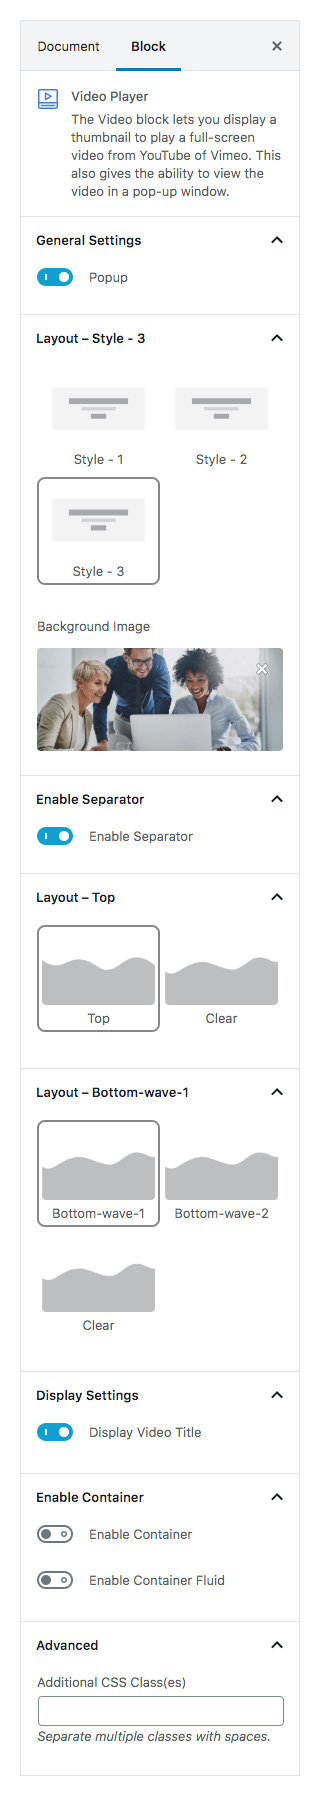 Document Block ×
Video Player
The Video block lets you display a
thumbnail to play a full-screen
video from YouTube of Vimeo. This
also gives the ability to view the
video in a pop-up window.
General Settings
Popup
Layout – Style - 3
Style - 1 Style - 2
Style - 3
Background Image
Enable Separator
Enable Separator
Layout – Top
Top Clear
Layout – Bottom-wave-1
Bottom-wave-1 Bottom-wave-2
Clear
Display Settings
Display Video Title
Enable Container
Enable Container
Enable Container Fluid
Advanced
Additional CSS Class(es)
Separate multiple classes with spaces.